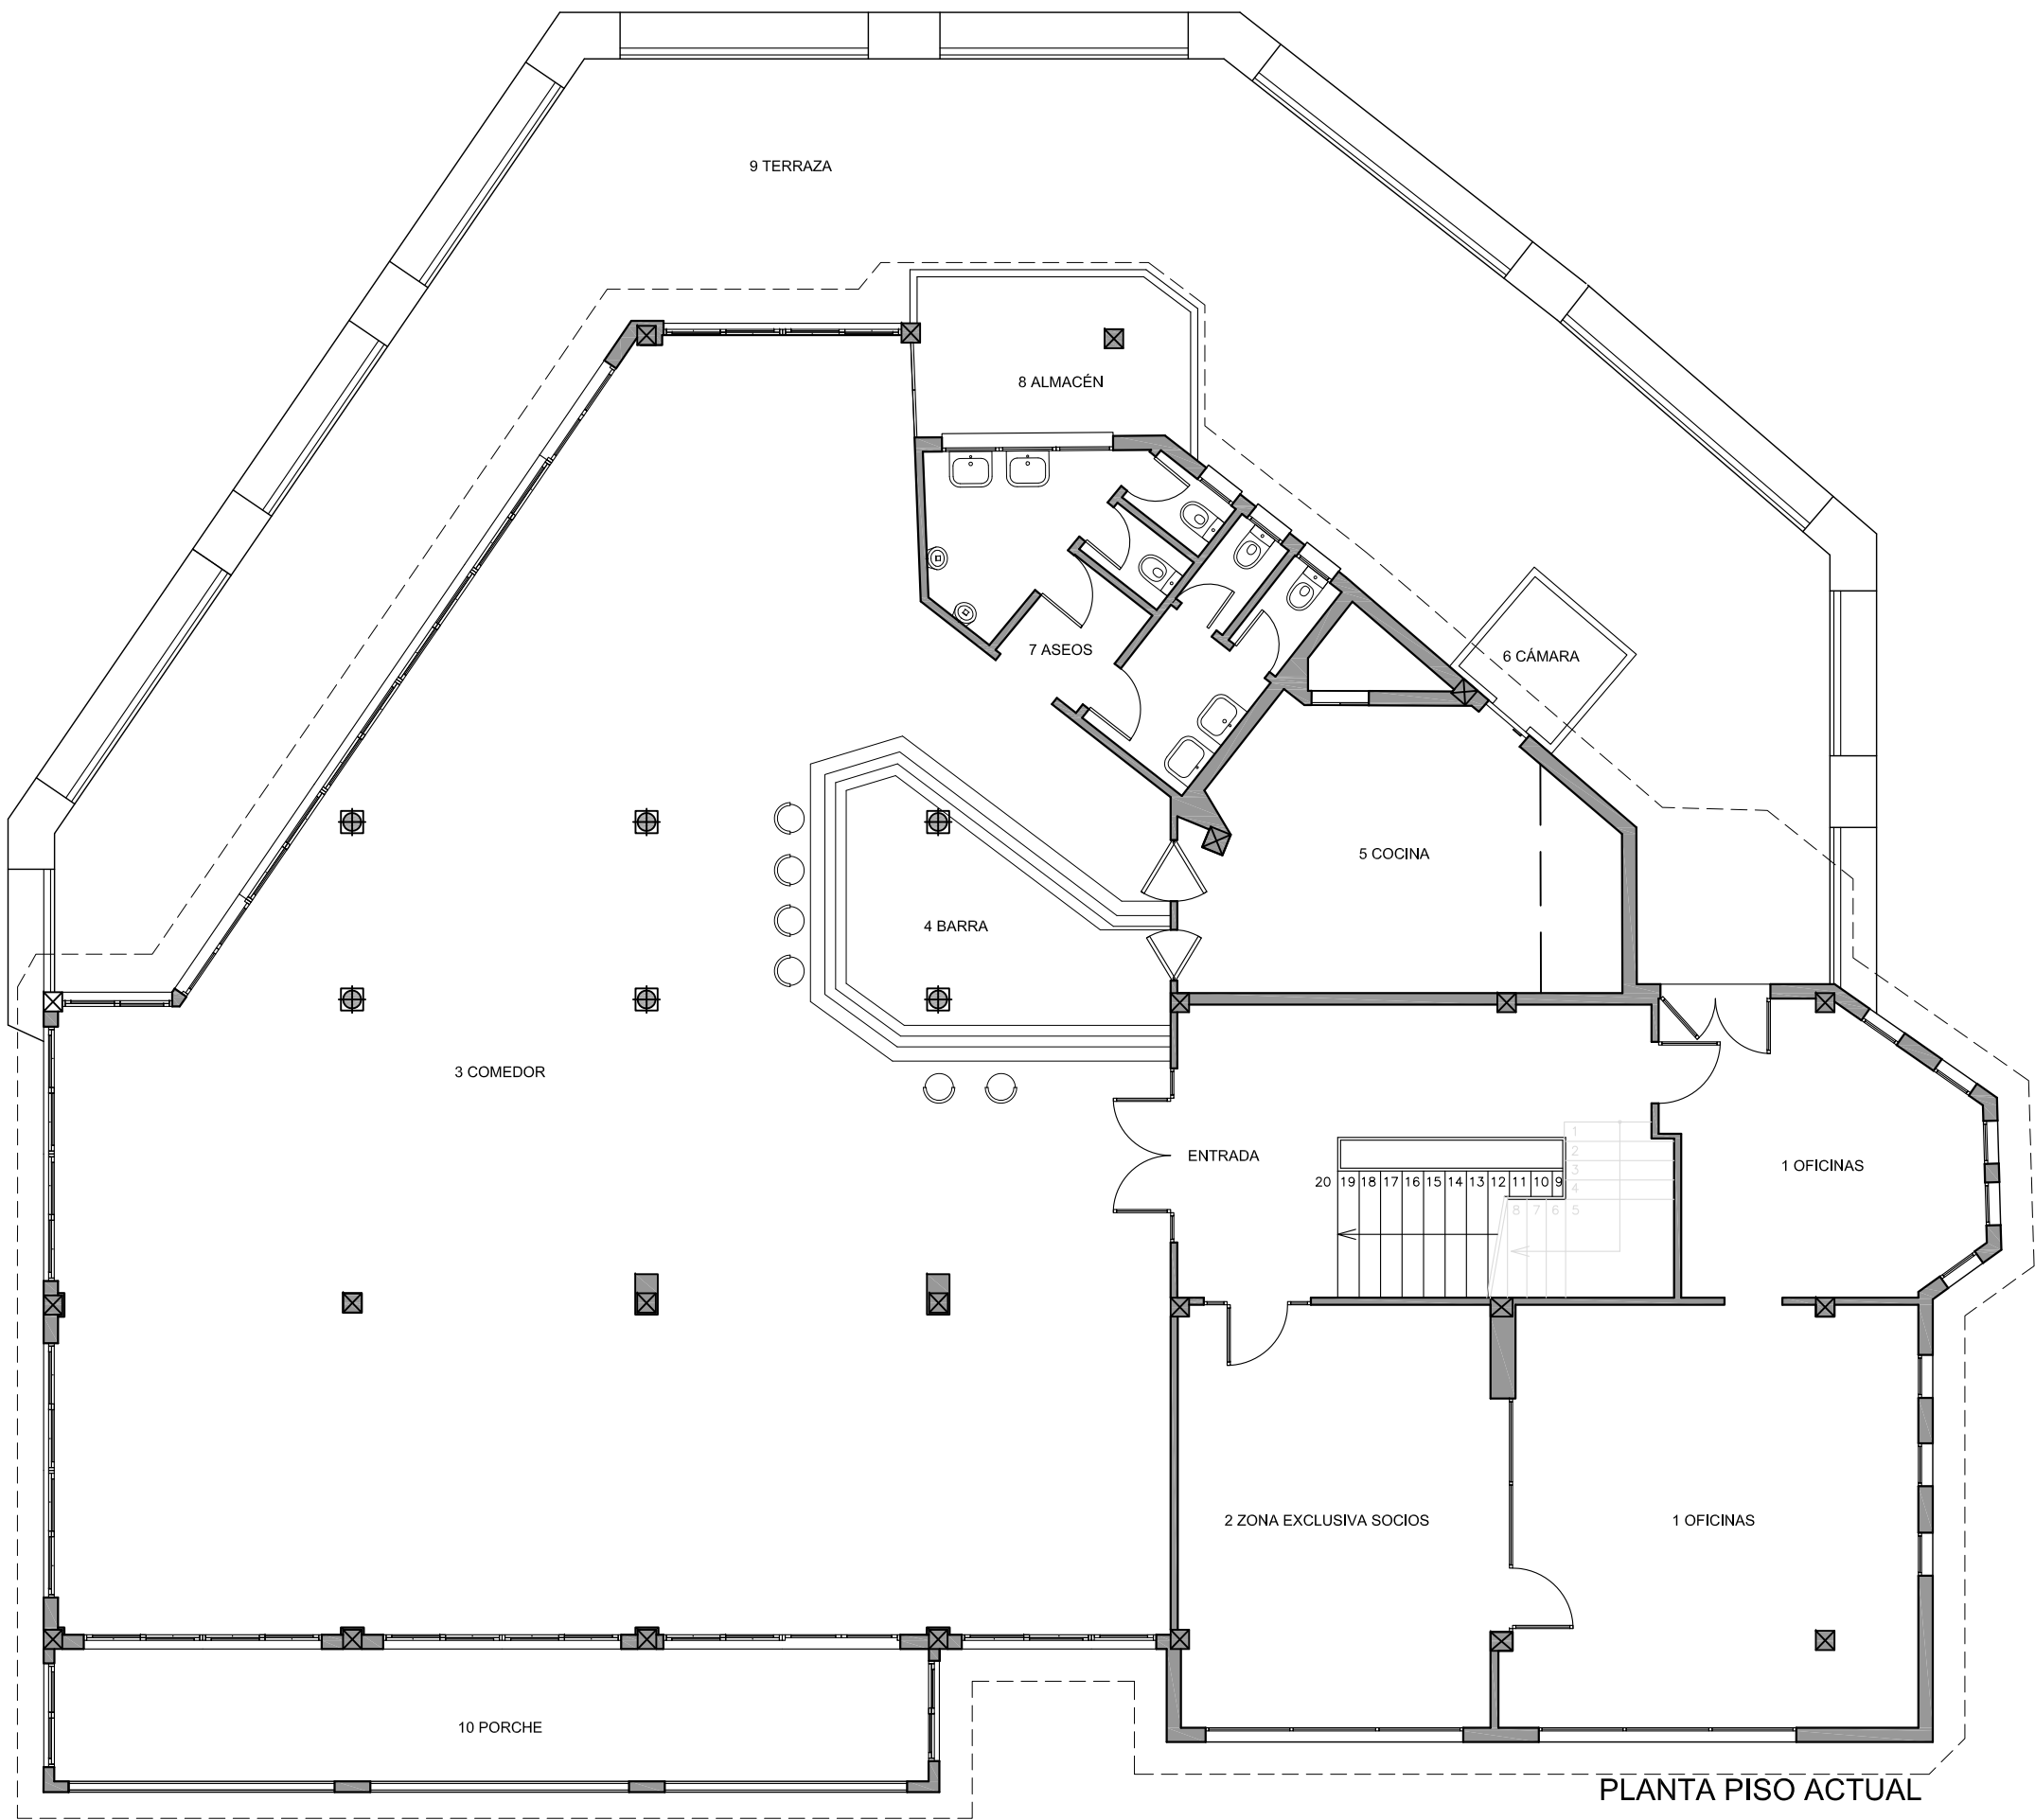 9 TERRAZA
8 ALMACÉN
7 ASEOS
6 CÁMARA
5 COCINA
4 BARRA
3 COMEDOR
ENTRADA
1 OFICINAS
1
2
3
4
5
20 19 18 17 16 15 14 13 12 11 10 9
8 7 6
2 ZONA EXCLUSIVA SOCIOS
1 OFICINAS
10 PORCHE
PLANTA PISO ACTUAL